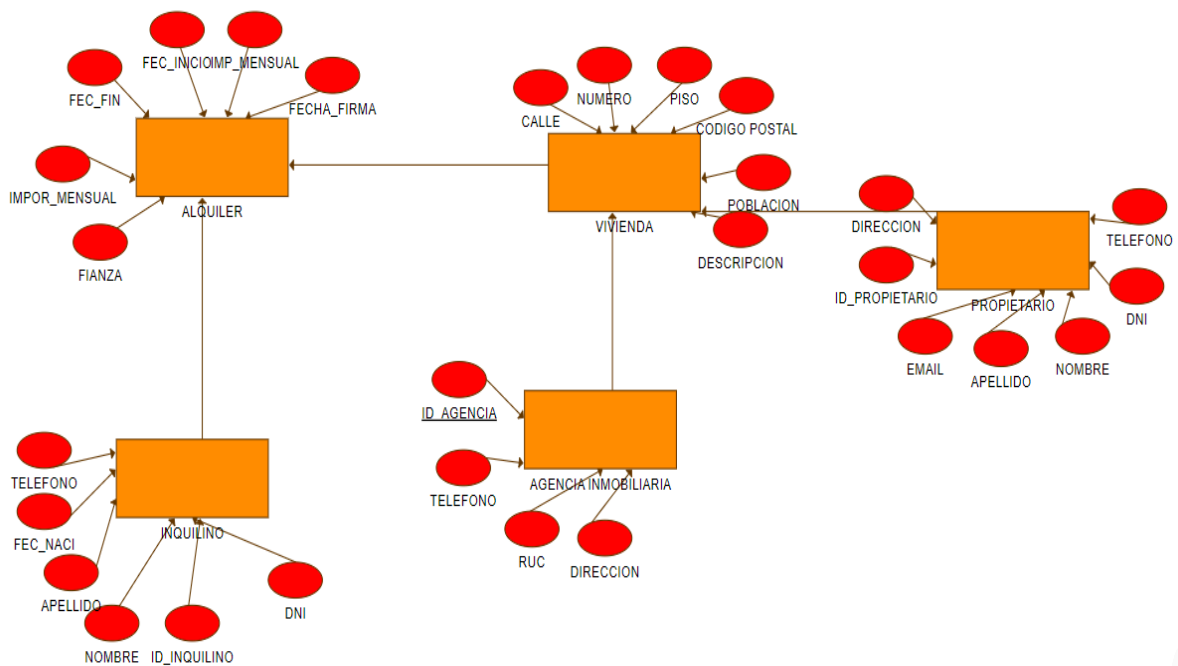 FEC_INICIO
IMP_MENSUAL
FEC_FIN
FECHA_FIRMA
IMPOR_MENSUAL
ALQUILER
FIANZA
NUMERO
PISO
CALLE
CODIGO POSTAL
POBLACION
VIVIENDA
DESCRIPCION
DIRECCION
TELEFONO
ID_PROPIETARIO
PROPIETARIO
DNI
EMAIL
APELLIDO
NOMBRE
ID_AGENCIA
TELEFONO
AGENCIA INMOBILIARIA
RUC
DIRECCION
TELEFONO
INQUILINO
FEC_NACI
APELLIDO
DNI
NOMBRE
ID_INQUILINO